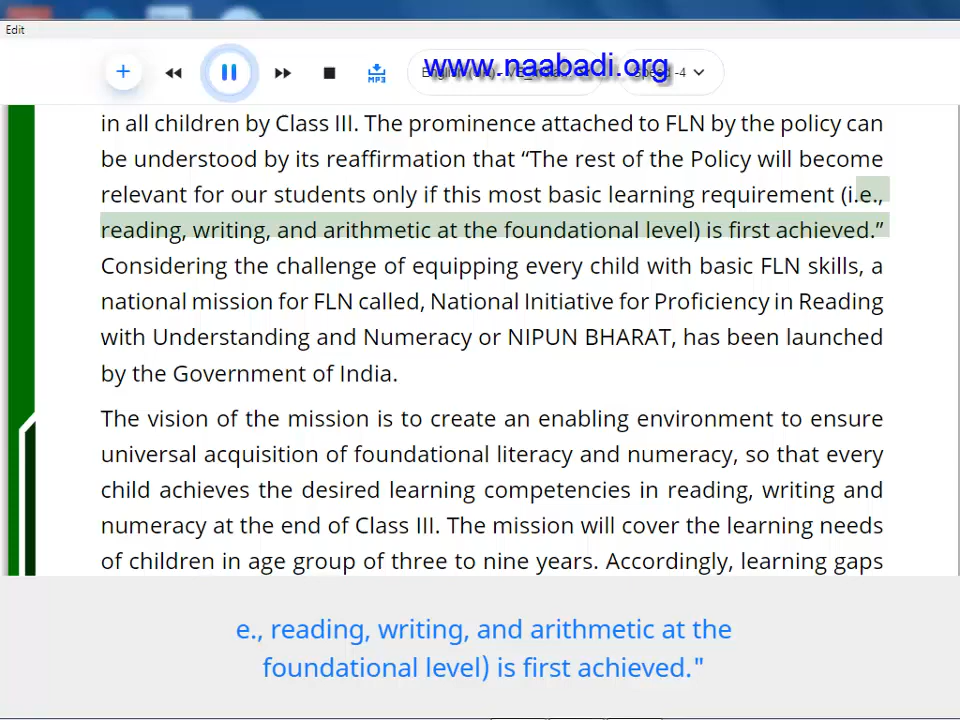 Edit
www.naabadi.org
MP3
-4
in all children by Class III. The prominence attached to FLN by the policy can
be understood by its reaffirmation that “The rest of the Policy will become
relevant for our students only if this most basic learning requirement (i.e.,
reading, writing, and arithmetic at the foundational level) is first achieved.”
Considering the challenge of equipping every child with basic FLN skills, a
national mission for FLN called, National Initiative for Proficiency in Reading
with Understanding and Numeracy or NIPUN BHARAT, has been launched
by the Government of India.
The vision of the mission is to create an enabling environment to ensure
universal acquisition of foundational literacy and numeracy, so that every
child achieves the desired learning competencies in reading, writing and
numeracy at the end of Class III. The mission will cover the learning needs
of children in age group of three to nine years. Accordingly, learning gaps
e., reading, writing, and arithmetic at the
foundational level) is first achieved."